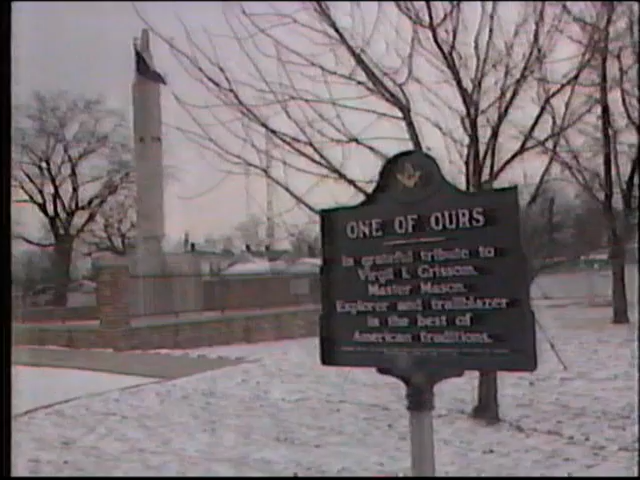 ONE OF OURS
In grateful tribute to
Virgil I. Grissom,
Master Mason,
Explorer and trailblazer
in the best of
American traditions.